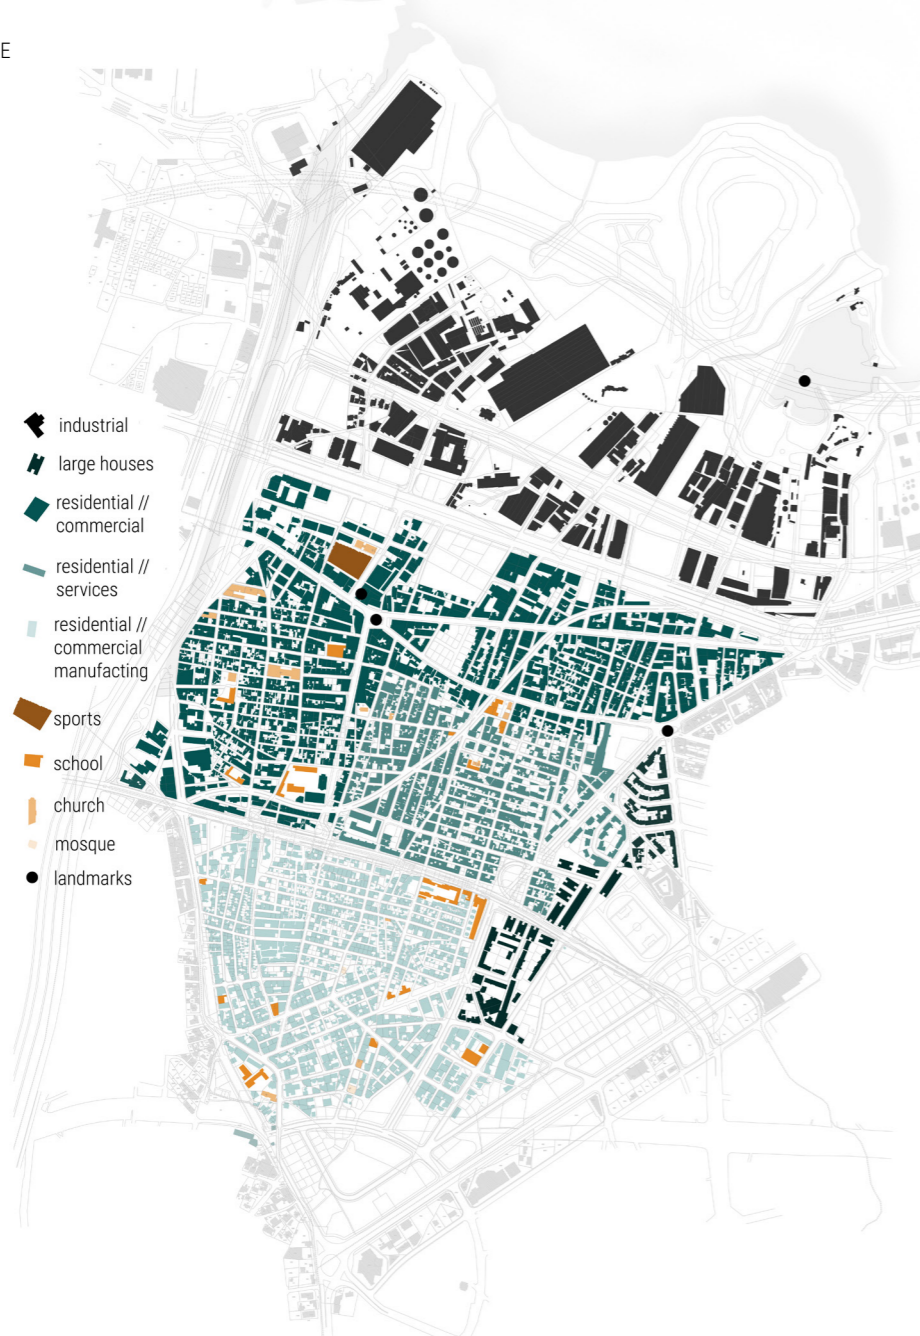 E
industrial
large houses
residential //
commercial
residential //
services
residential //
commercial
manufacting
sports
school
church
mosque
landmarks